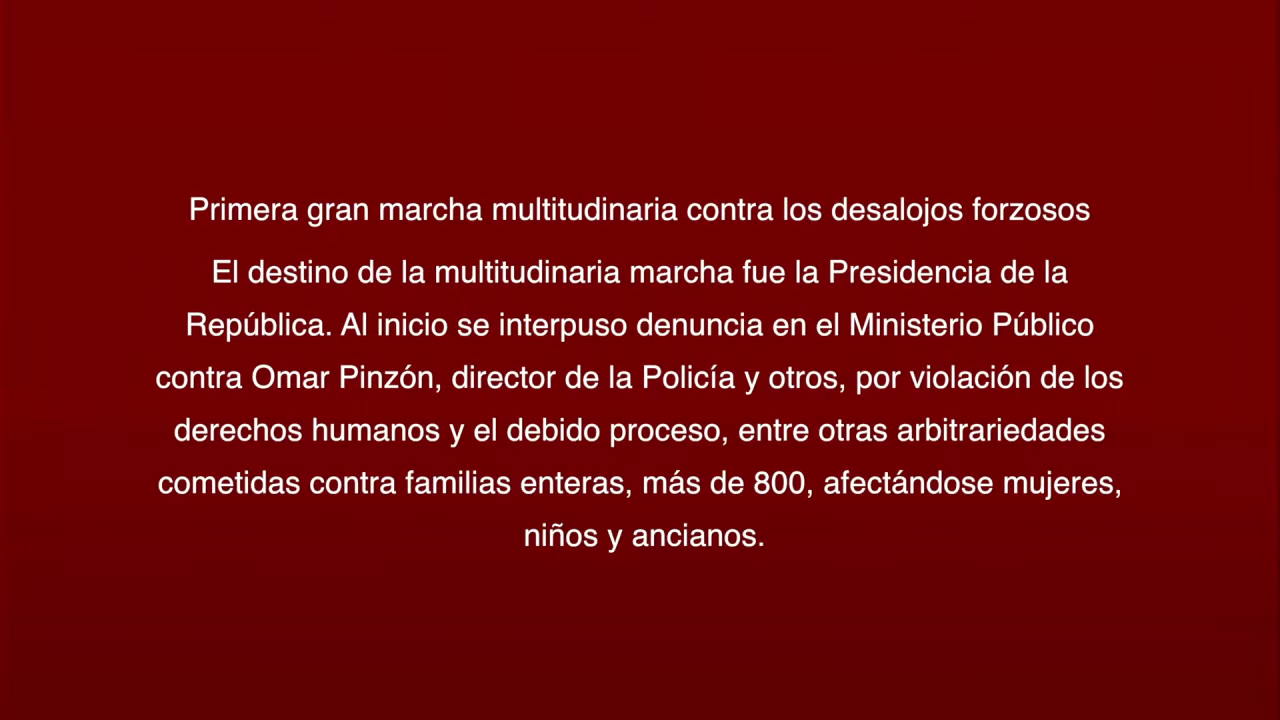 Primera gran marcha multitudinaria contra los desalojos forzosos
El destino de la multitudinaria marcha fue la Presidencia de la
República. Al inicio se interpuso denuncia en el Ministerio Público
contra Omar Pinzón, director de la Policía y otros, por violación de los
derechos humanos y el debido proceso, entre otras arbitrariedades
cometidas contra familias enteras, más de 800, afectándose mujeres,
niños y ancianos.